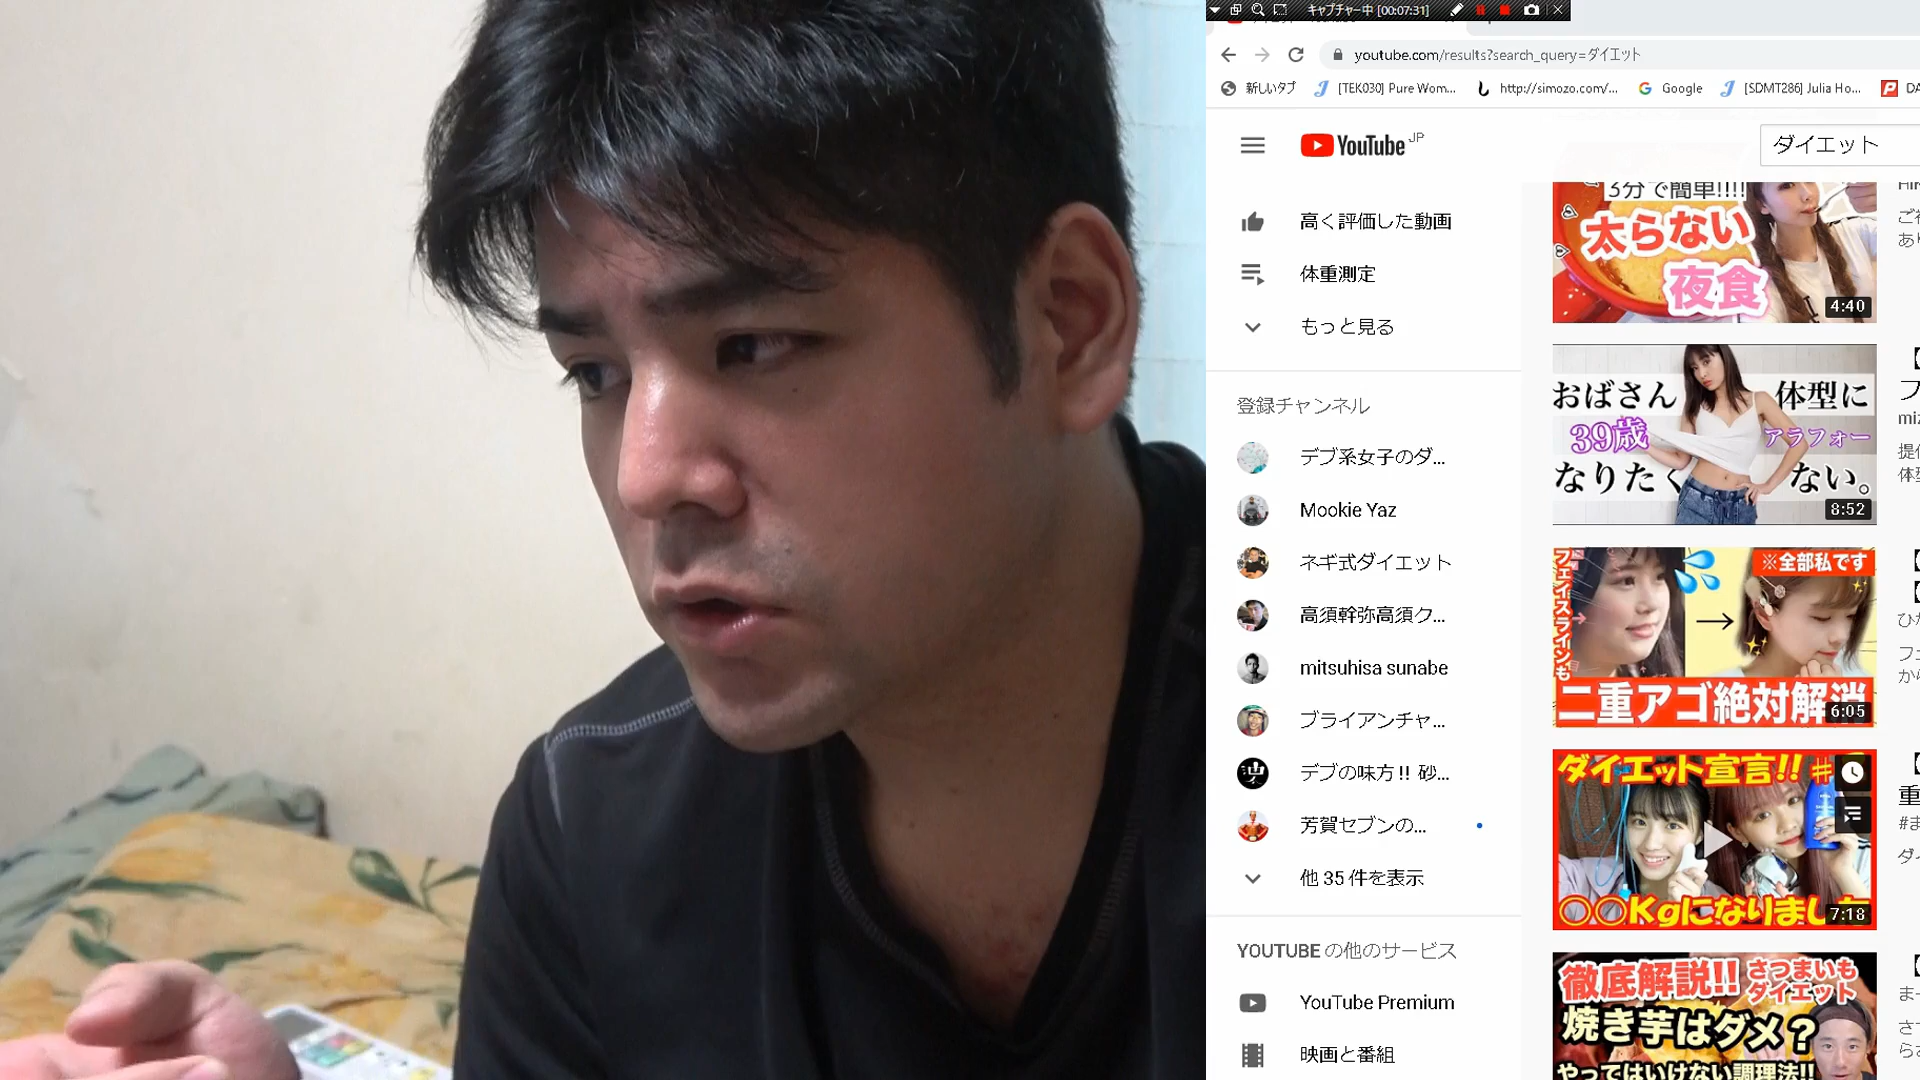 キャプチャー中 [00:07:31]
youtube.com/results?search_query=ダイエット
新しいタブ
[TEK030] Pure Wom...
http://simozo.com/...
Google
[SDMT286] Julia Ho...
YouTube JP
ダイエット
高く評価した動画
体重測定
もっと見る
登録チャンネル
デブ系女子のダ...
Mookie Yaz
ネギ式ダイエット
高須幹弥高須ク...
mitsuhisa sunabe
ブライアンチャ...
デブの味方!! 砂...
芳賀セブンの...
他 35 件を表示
YOUTUBE の他のサービス
YouTube Premium
映画と番組
3分で簡単!!!!
太らない
夜食
4:40
おばさん 体型に
39歳 アラフォー
なりたく ない。
8:52
フェイスラインも
※全部私です
二重アゴ絶対解消
6:05
ダイエット宣言!! #
〇〇Kgになりました
7:18
徹底解説!! さつまいも
ダイエット
焼き芋はダメ?
やってはいけない調理法!!